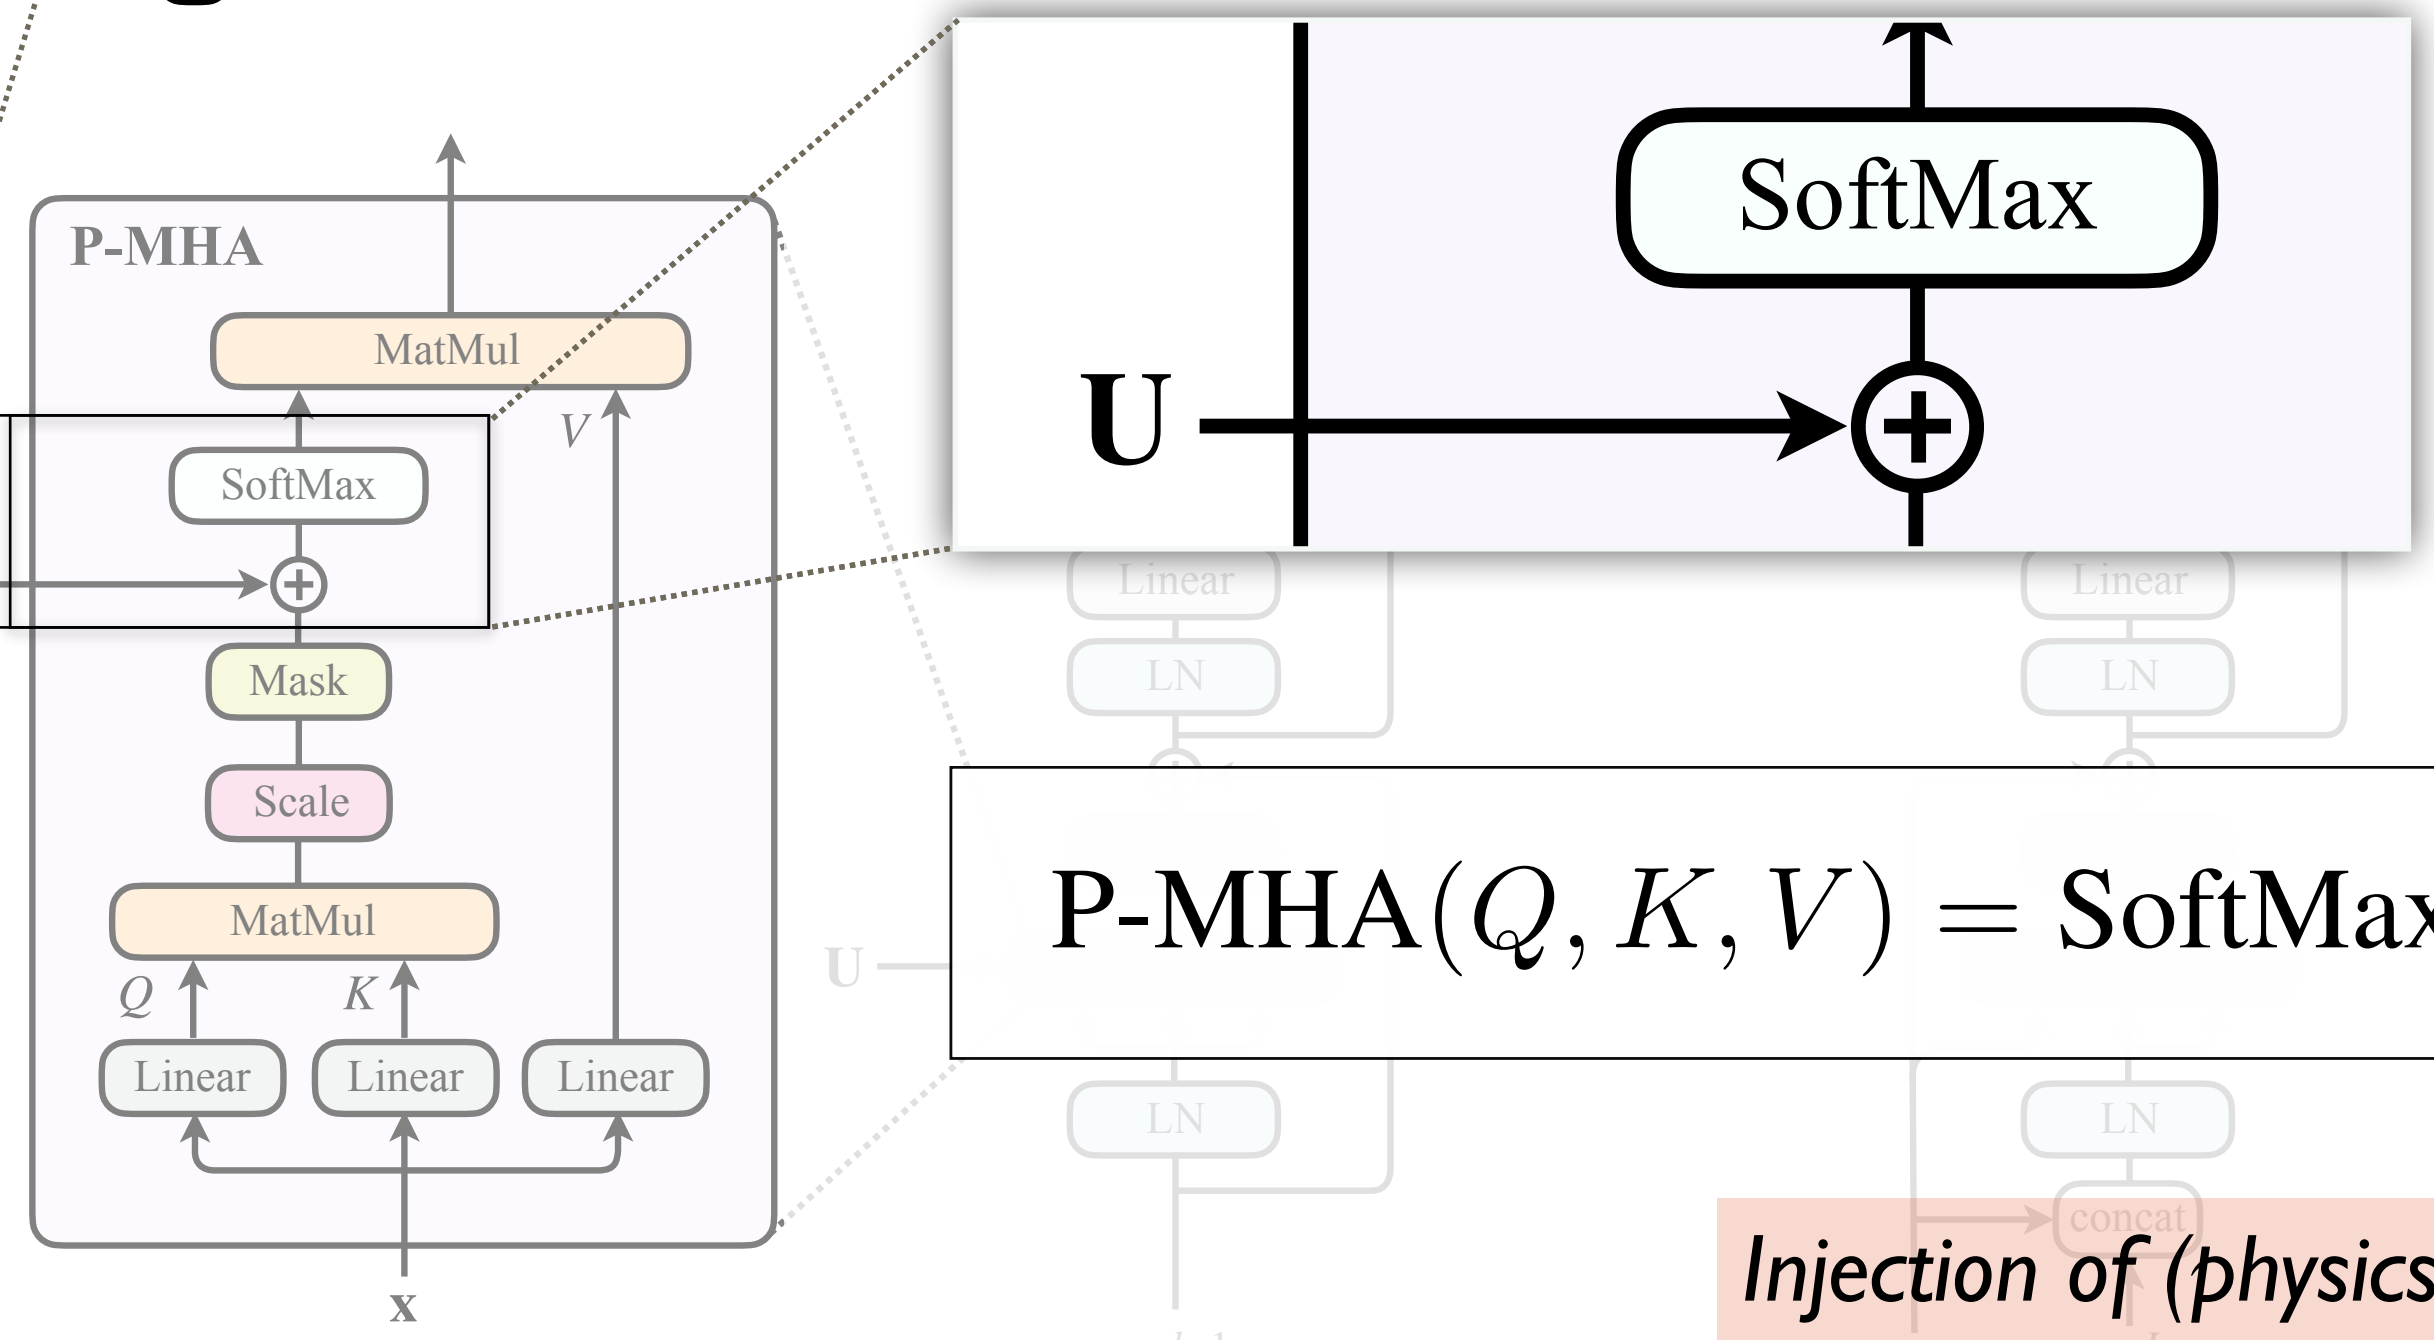 P-MHA
MatMul
V
SoftMax
Mask
Scale
MatMul
Q
K
Linear
Linear
Linear
x
SoftMax
U
Linear
LN
U
LN
Linear
LN
LN
concat
P-MHA(Q, K, V) = SoftMax
Injection of (physics